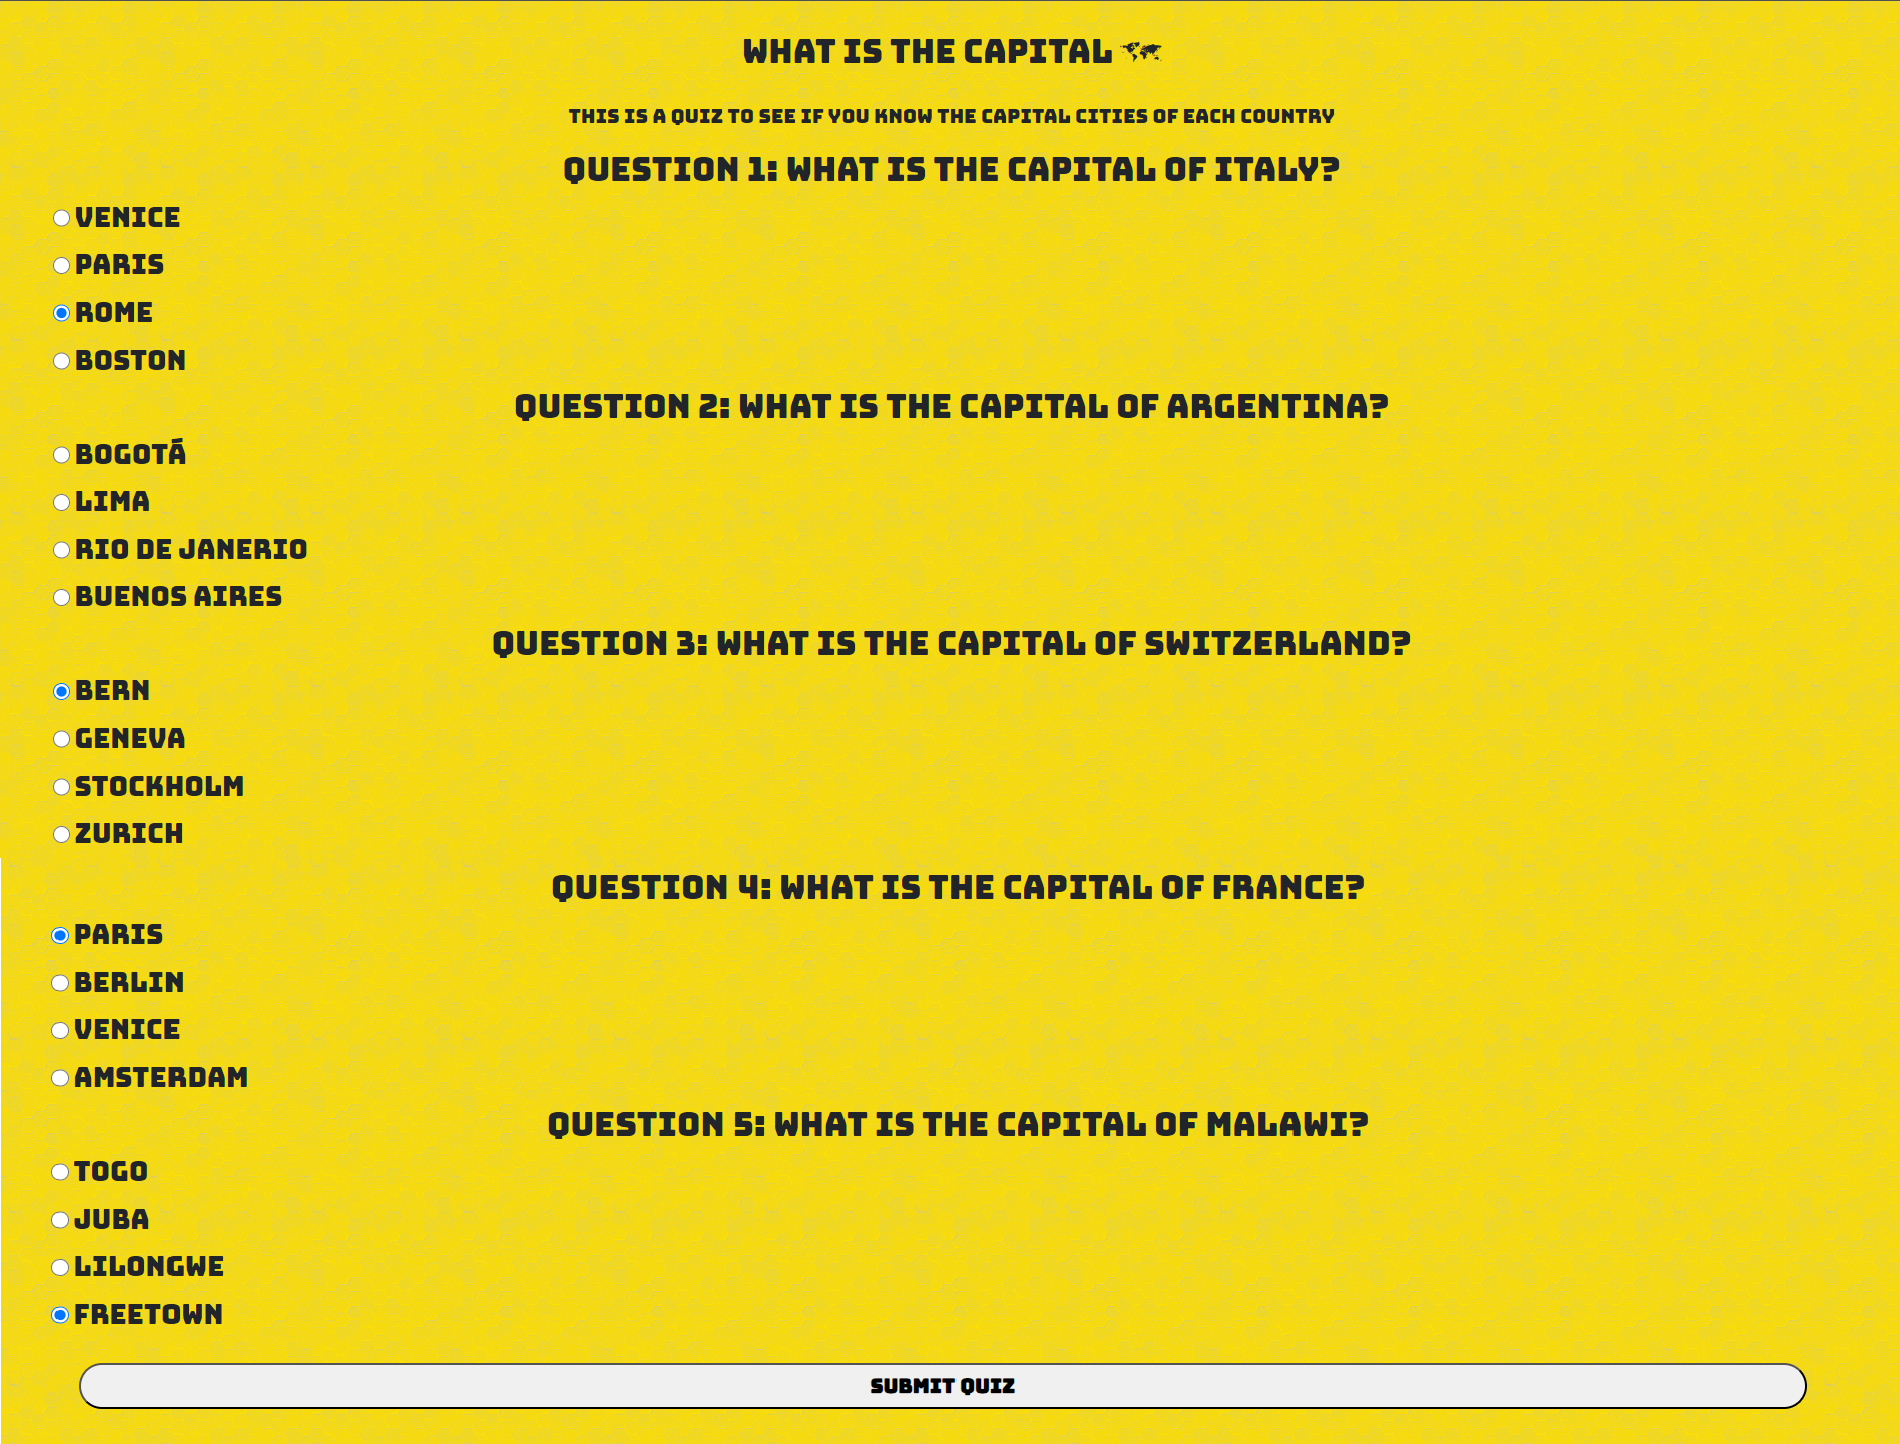 WHAT IS THE CAPITAL
THIS IS A QUIZ TO SEE IF YOU KNOW THE CAPITAL CITIES OF EACH COUNTRY
QUESTION 1: WHAT IS THE CAPITAL OF ITALY?
VENICE
PARIS
ROME
BOSTON
QUESTION 2: WHAT IS THE CAPITAL OF ARGENTINA?
BOGOTÁ
LIMA
RIO DE JANERIO
BUENOS AIRES
QUESTION 3: WHAT IS THE CAPITAL OF SWITZERLAND?
BERN
GENEVA
STOCKHOLM
ZURICH
QUESTION 4: WHAT IS THE CAPITAL OF FRANCE?
PARIS
BERLIN
VENICE
AMSTERDAM
QUESTION 5: WHAT IS THE CAPITAL OF MALAWI?
TOGO
JUBA
LILONGWE
FREETOWN
SUBMIT QUIZ